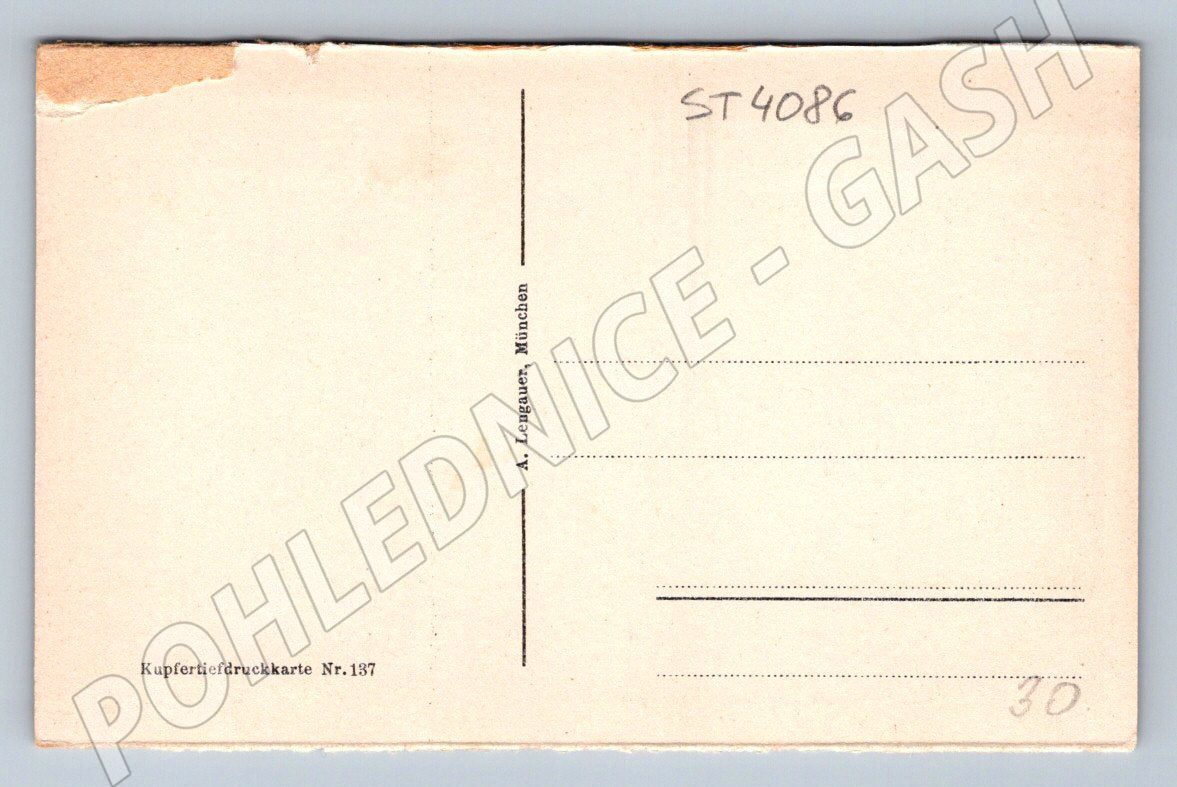 ST4086
A. Lengauer, München
Kupfertiefdruckkarte Nr. 137
30
POHLEDNICE - GASH